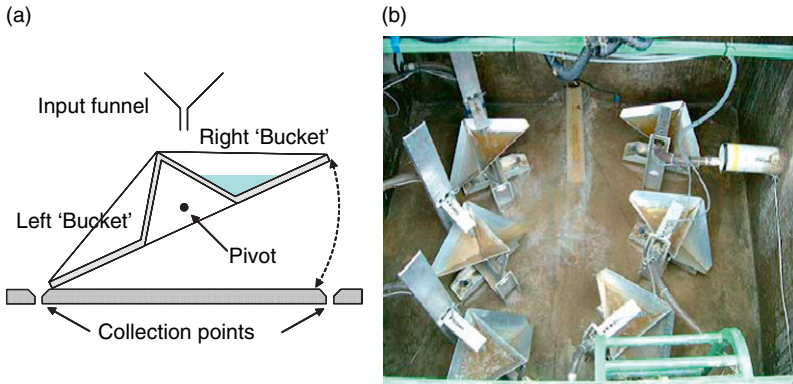 (a)
Input funnel
Right ‘Bucket’
Left ‘Bucket’
Pivot
Collection points
(b)